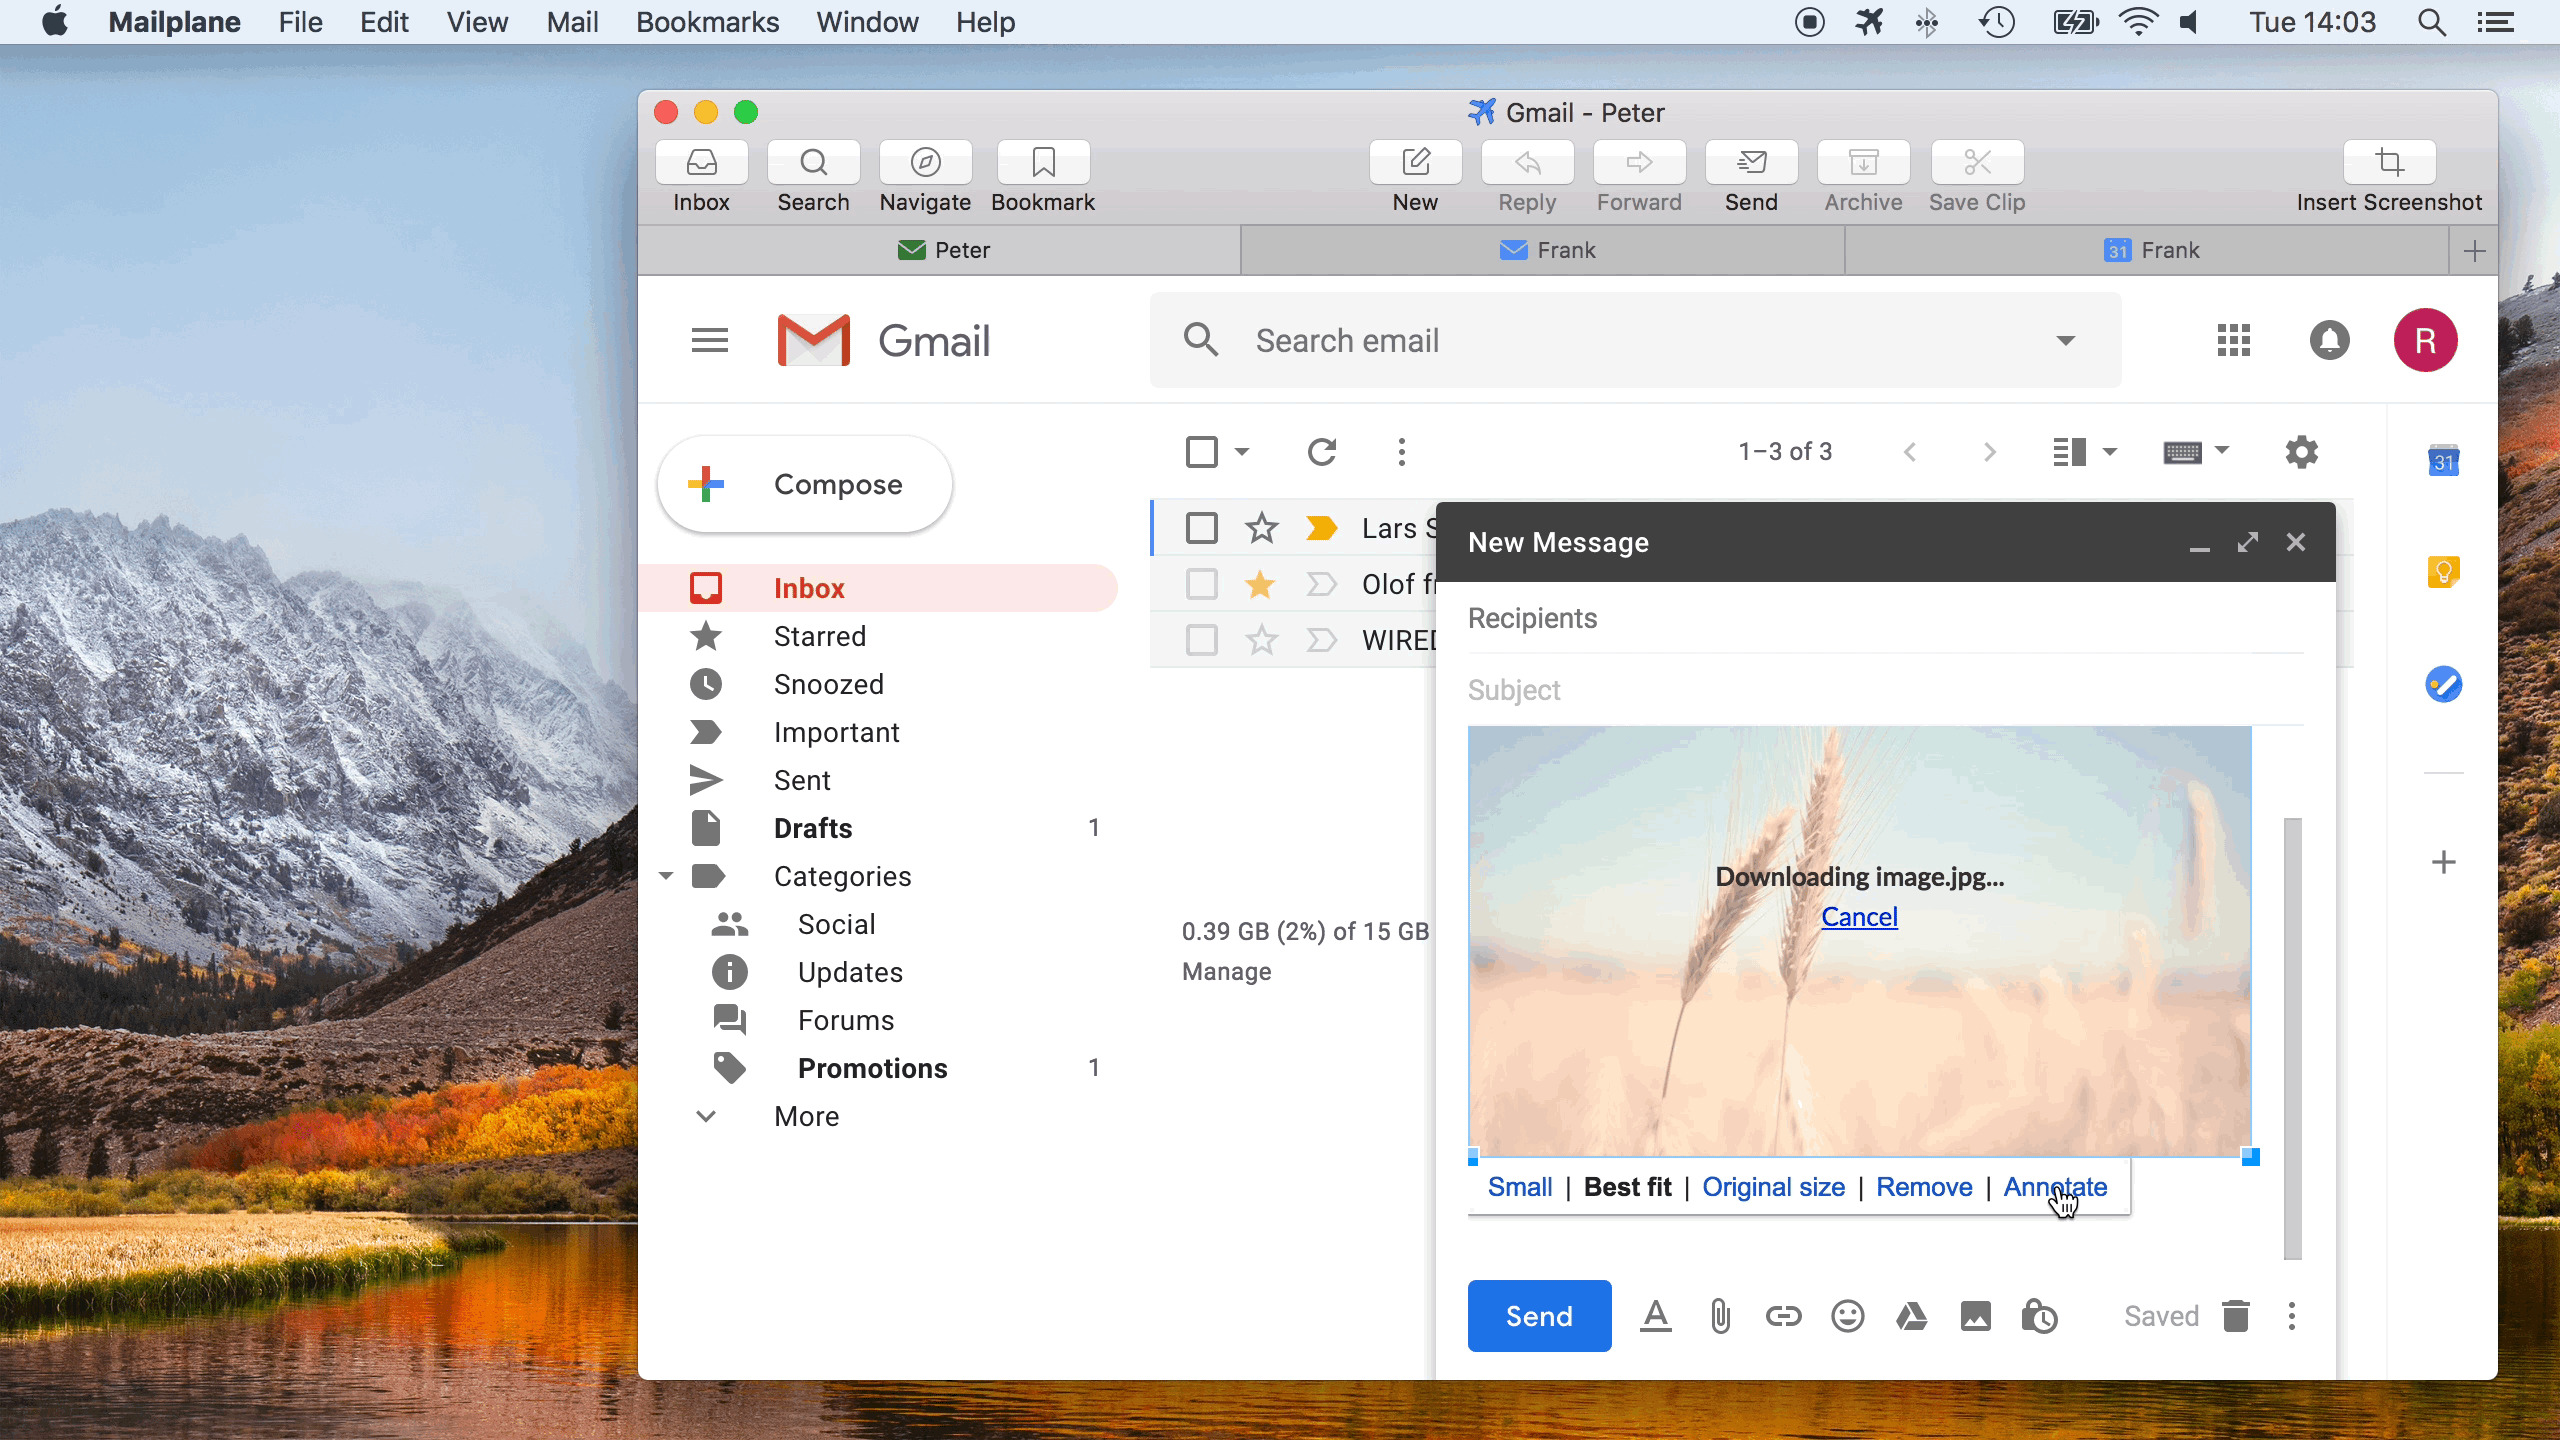 Mailplane File Edit View Mail Bookmarks Window Help Tue 14:03
Gmail - Peter
Inbox Search Navigate Bookmark New Reply Forward Send Archive Save Clip Insert Screenshot
Peter Frank 31 Frank
Gmail Search email R
Compose 1–3 of 3 31
Lars S
Olof fr
WIRED
Inbox
Starred
Snoozed
Important
Sent
Drafts 1
Categories
Social
Updates
Forums
Promotions 1
More
0.39 GB (2%) of 15 GB
Manage
New Message
Recipients
Subject
Downloading image.jpg...
Cancel
Small | Best fit | Original size | Remove | Annotate
Send Saved